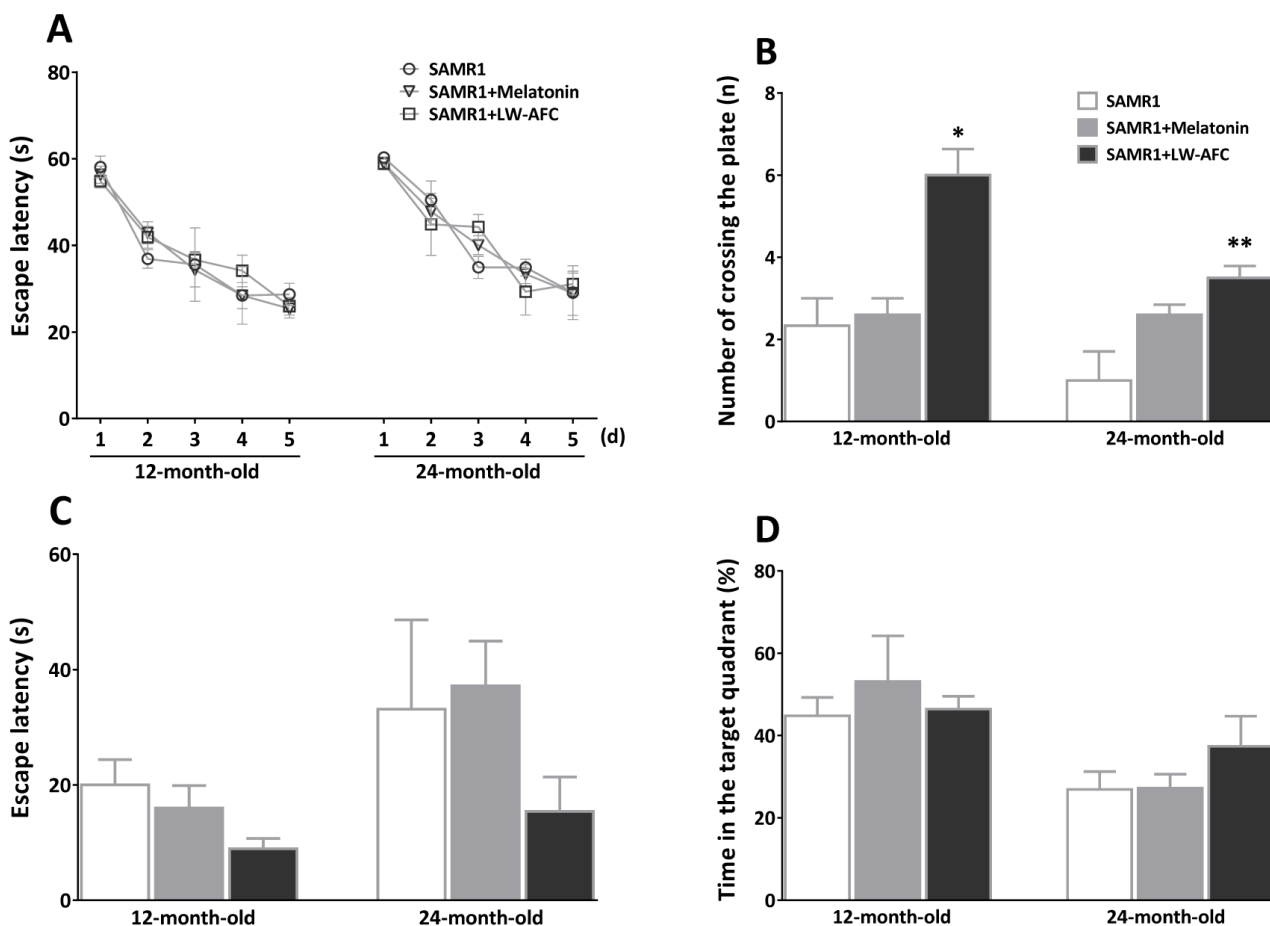 A
Escape latency (s)
80
60
40
20
0
SAMR1
SAMR1+Melatonin
SAMR1+LW-AFC
1 2 3 4 5 1 2 3 4 5 (d)
12-month-old 24-month-old
B
Number of crossing the plate (n)
8
6
4
2
0
SAMR1
SAMR1+Melatonin
SAMR1+LW-AFC
*
**
12-month-old 24-month-old
C
Escape latency (s)
60
40
20
0
12-month-old 24-month-old
D
Time in the target quadrant (%)
80
60
40
20
0
12-month-old 24-month-old